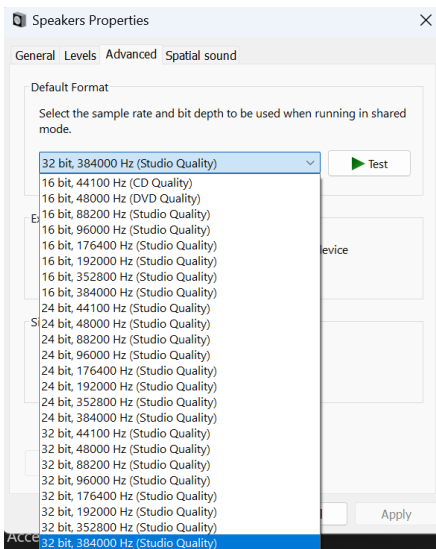 Speakers Properties
General Levels Advanced Spatial sound
Default Format
Select the sample rate and bit depth to be used when running in shared
mode.
32 bit, 384000 Hz (Studio Quality)
Test
16 bit, 44100 Hz (CD Quality)
16 bit, 48000 Hz (DVD Quality)
16 bit, 88200 Hz (Studio Quality)
16 bit, 96000 Hz (Studio Quality)
16 bit, 176400 Hz (Studio Quality)
16 bit, 192000 Hz (Studio Quality)
16 bit, 352800 Hz (Studio Quality)
16 bit, 384000 Hz (Studio Quality)
24 bit, 44100 Hz (Studio Quality)
24 bit, 48000 Hz (Studio Quality)
24 bit, 88200 Hz (Studio Quality)
24 bit, 96000 Hz (Studio Quality)
24 bit, 176400 Hz (Studio Quality)
24 bit, 192000 Hz (Studio Quality)
24 bit, 352800 Hz (Studio Quality)
24 bit, 384000 Hz (Studio Quality)
32 bit, 44100 Hz (Studio Quality)
32 bit, 48000 Hz (Studio Quality)
32 bit, 88200 Hz (Studio Quality)
32 bit, 96000 Hz (Studio Quality)
32 bit, 176400 Hz (Studio Quality)
32 bit, 192000 Hz (Studio Quality)
32 bit, 352800 Hz (Studio Quality)
32 bit, 384000 Hz (Studio Quality)
Apply